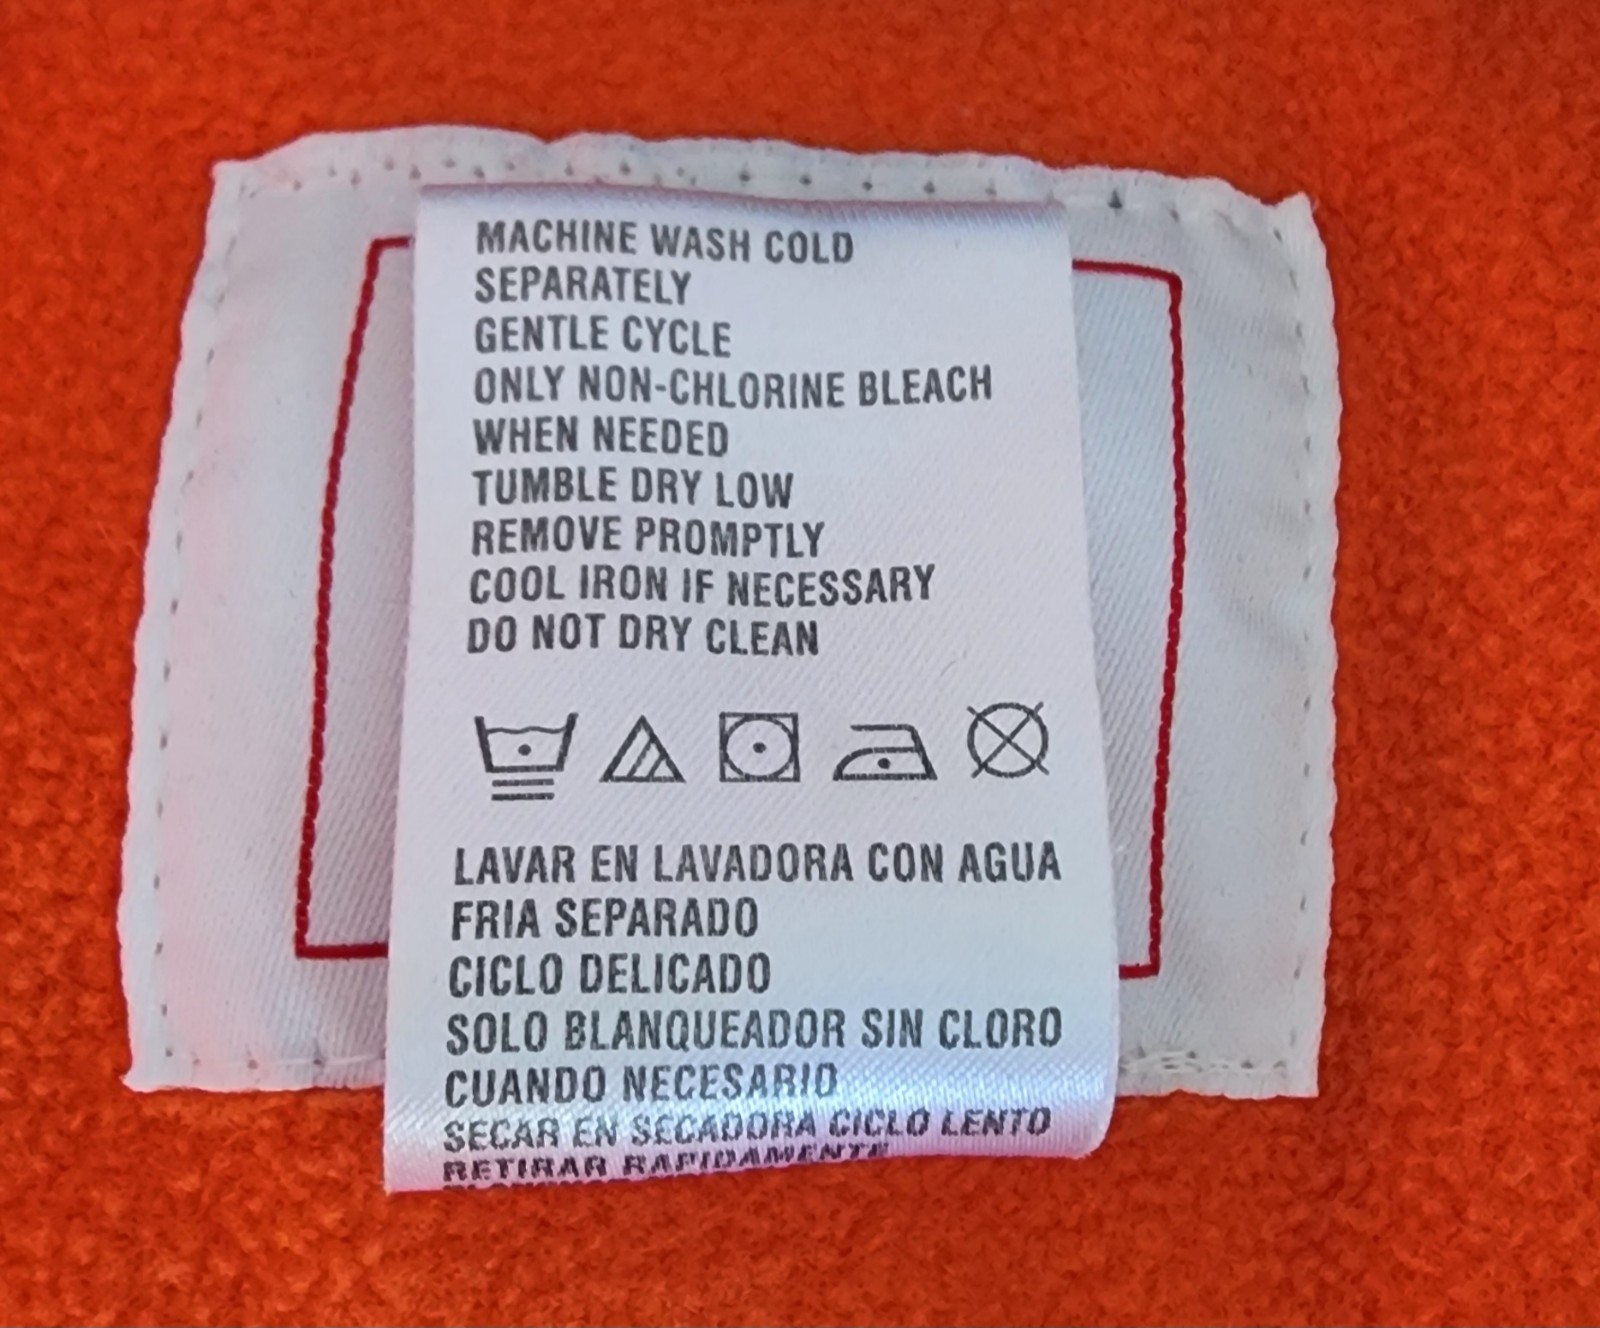 MACHINE WASH COLD
SEPARATELY
GENTLE CYCLE
ONLY NON-CHLORINE BLEACH
WHEN NEEDED
TUMBLE DRY LOW
REMOVE PROMPTLY
COOL IRON IF NECESSARY
DO NOT DRY CLEAN
LAVAR EN LAVADORA CON AGUA
FRIA SEPARADO
CICLO DELICADO
SOLO BLANQUEADOR SIN CLORO
CUANDO NECESARIO
SECAR EN SECADORA CICLO LENTO
RETIRAR RAPIDAMENTE